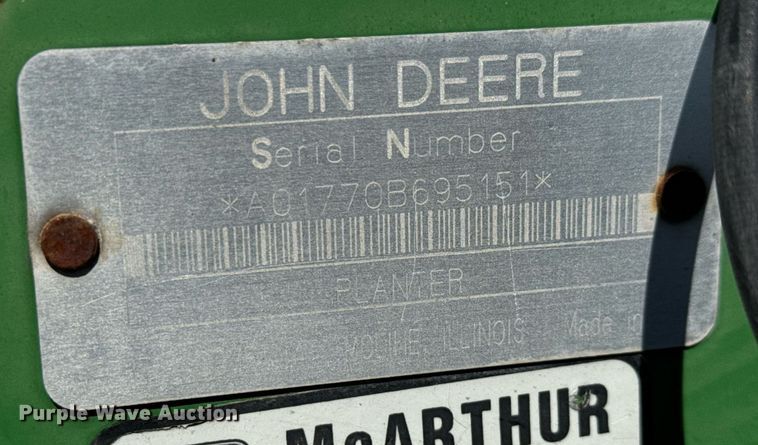 JOHN DEERE
Serial Number
*A01770B695151*
PLANTER
MOLINE, ILLINOIS Made in
McARTHUR
Purple Wave Auction